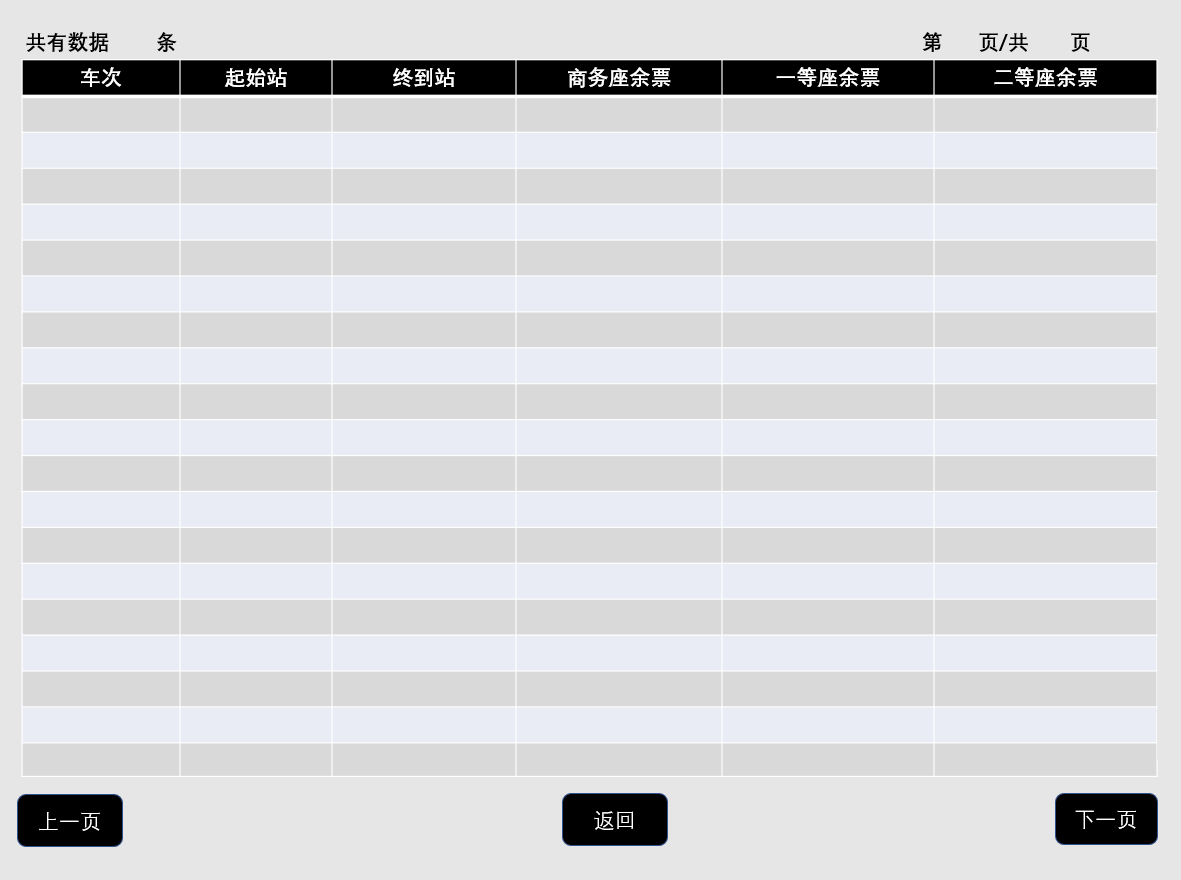 共有数据 条 第 页/共 页
车次 起始站 终到站 商务座余票 一等座余票 二等座余票
上一页 返回 下一页